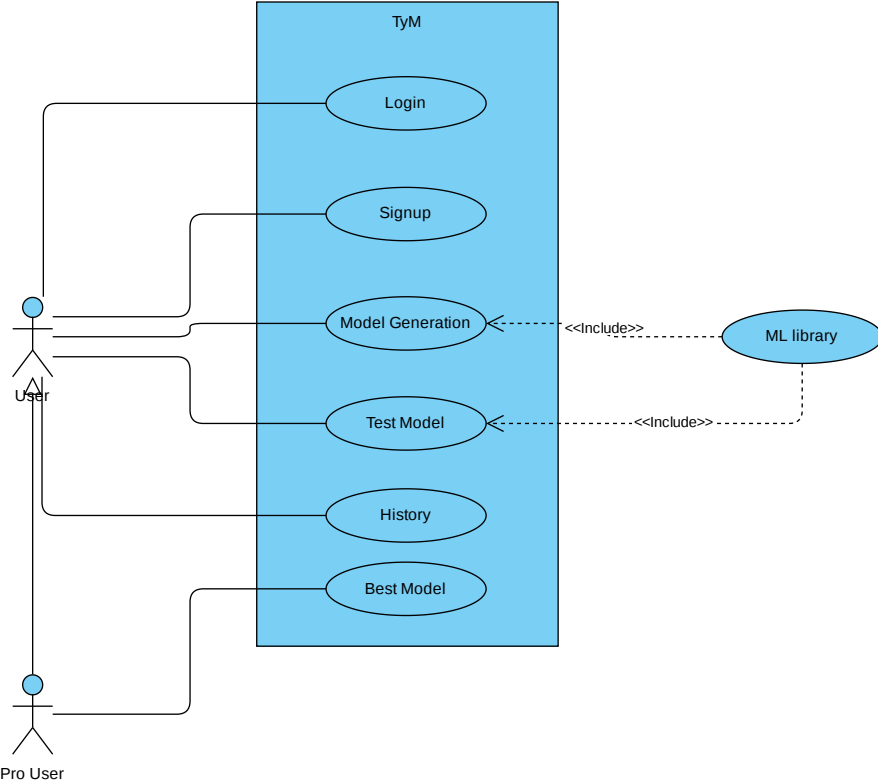 TyM
Login
Signup
Model Generation
<<Include>>
ML library
User
Test Model
<<Include>>
History
Best Model
Pro User